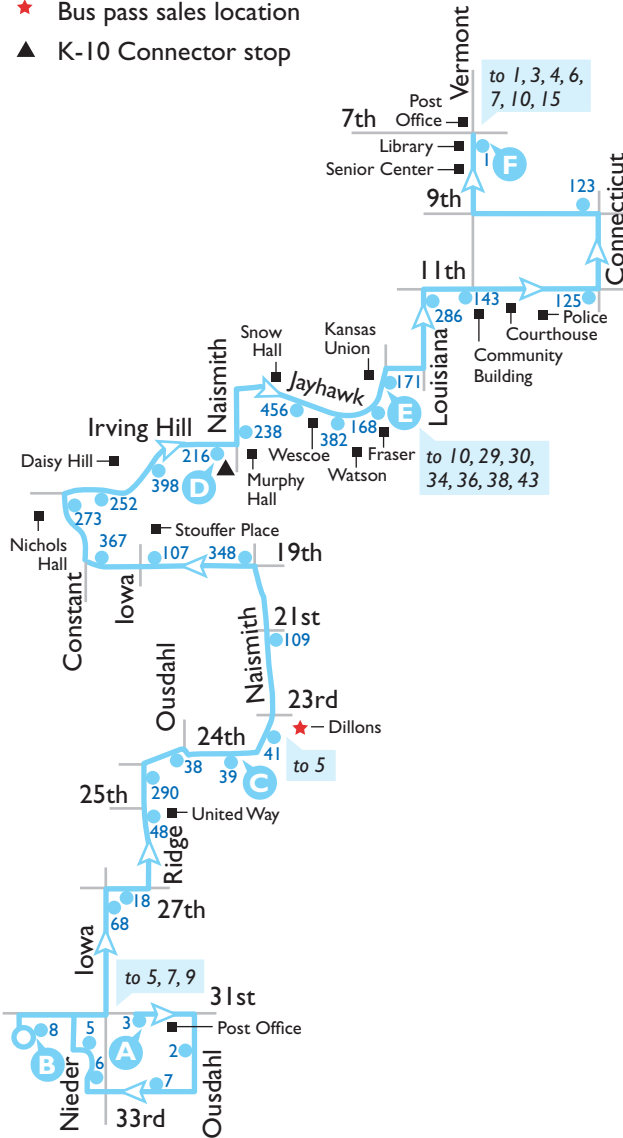 Bus pass sales location
K-10 Connector stop
Vermont
to 1, 3, 4, 6,
7, 10, 15
Post
Office
7th
Library
Senior Center
1
F
123
9th
Connecticut
11th
143
125
286
Police
Courthouse
Community
Building
Louisiana
Kansas
Union
Snow
Hall
Jayhawk
171
E
Naismith
456
168
382
238
Wescoe
Fraser
Watson
to 10, 29, 30,
34, 36, 38, 43
Irving Hill
216
D
Murphy
Hall
Daisy Hill
398
252
273
Nichols
Hall
Stouffer Place
367
107
348
19th
Constant
Iowa
21st
109
Naismith
23rd
Dillons
Ousdahl
24th
41
to 5
38
39
C
290
25th
United Way
48
Ridge
18
27th
68
Iowa
to 5, 7, 9
31st
3
Post Office
8
5
A
B
2
6
7
Nieder
33rd
Ousdahl